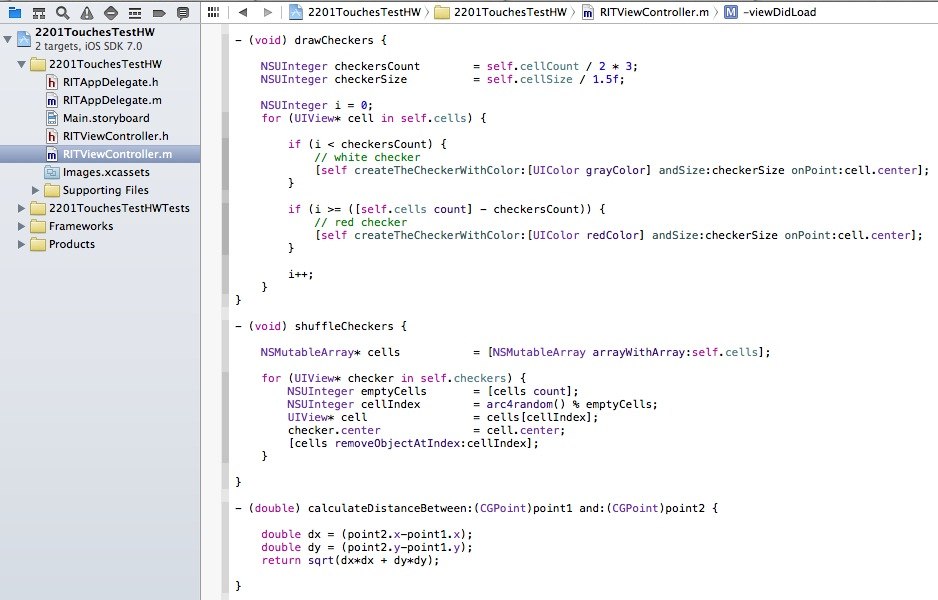 2201TouchesTestHW 〉 2201TouchesTestHW 〉 m RITViewController.m 〉 M -viewDidLoad
2201TouchesTestHW
2 targets, iOS SDK 7.0
2201TouchesTestHW
h RITAppDelegate.h
m RITAppDelegate.m
Main.storyboard
h RITViewController.h
m RITViewController.m
Images.xcassets
Supporting Files
2201TouchesTestHWTests
Frameworks
Products
- (void) drawCheckers {
NSUInteger checkersCount = self.cellCount / 2 * 3;
NSUInteger checkerSize = self.cellSize / 1.5f;
NSUInteger i = 0;
for (UIView* cell in self.cells) {
if (i < checkersCount) {
// white checker
[self createTheCheckerWithColor:[UIColor grayColor] andSize:checkerSize onPoint:cell.center];
}
if (i >= ([self.cells count] - checkersCount)) {
// red checker
[self createTheCheckerWithColor:[UIColor redColor] andSize:checkerSize onPoint:cell.center];
}
i++;
}
}
- (void) shuffleCheckers {
NSMutableArray* cells = [NSMutableArray arrayWithArray:self.cells];
for (UIView* checker in self.checkers) {
NSUInteger emptyCells = [cells count];
NSUInteger cellIndex = arc4random() % emptyCells;
UIView* cell = cells[cellIndex];
checker.center = cell.center;
[cells removeObjectAtIndex:cellIndex];
}
}
- (double) calculateDistanceBetween:(CGPoint)point1 and:(CGPoint)point2 {
double dx = (point2.x-point1.x);
double dy = (point2.y-point1.y);
return sqrt(dx*dx + dy*dy);
}